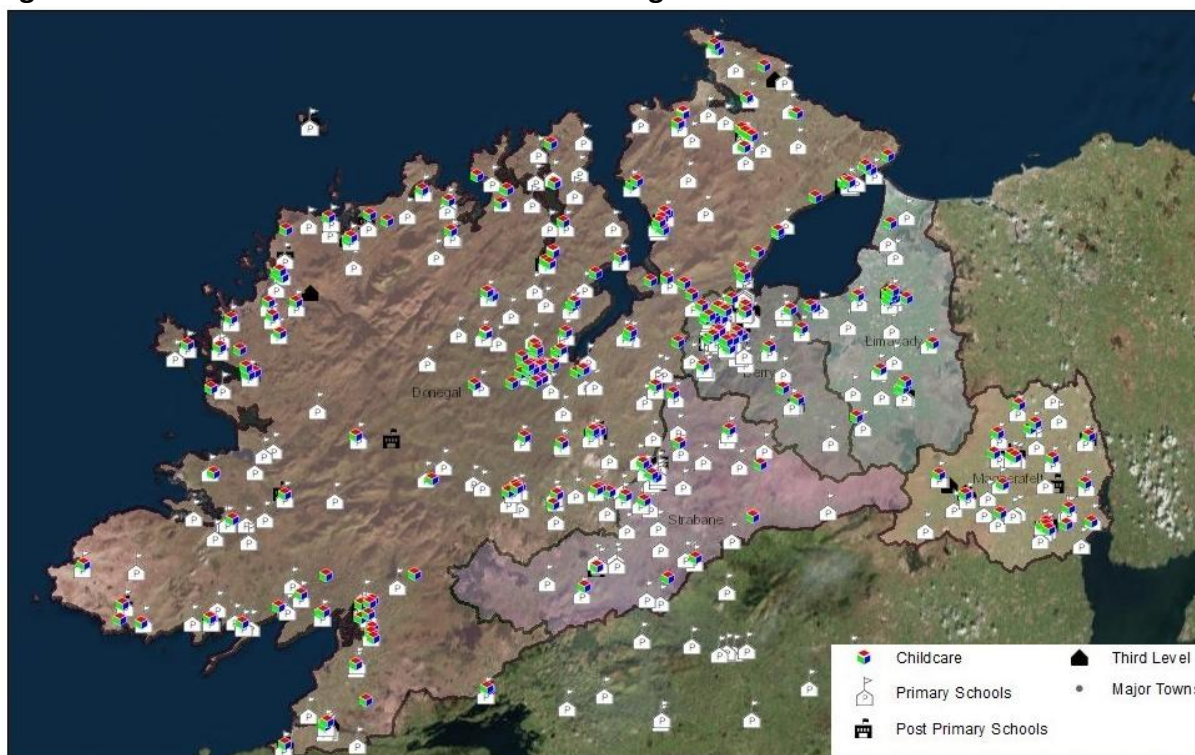 Limavady
Derry
Donegal
Magherafelt
Strabane
Childcare
Third Level
Primary Schools
Major Towns
Post Primary Schools